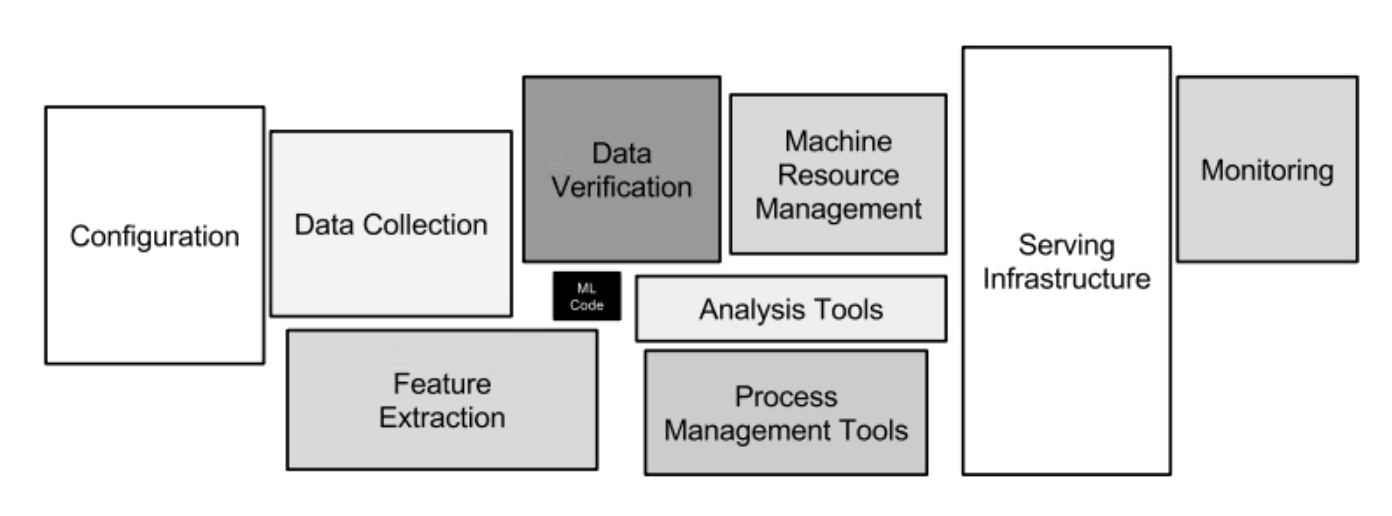 Configuration
Data Collection
Data
Verification
Machine
Resource
Management
Monitoring
Serving
Infrastructure
ML
Code
Analysis Tools
Feature
Extraction
Process
Management Tools